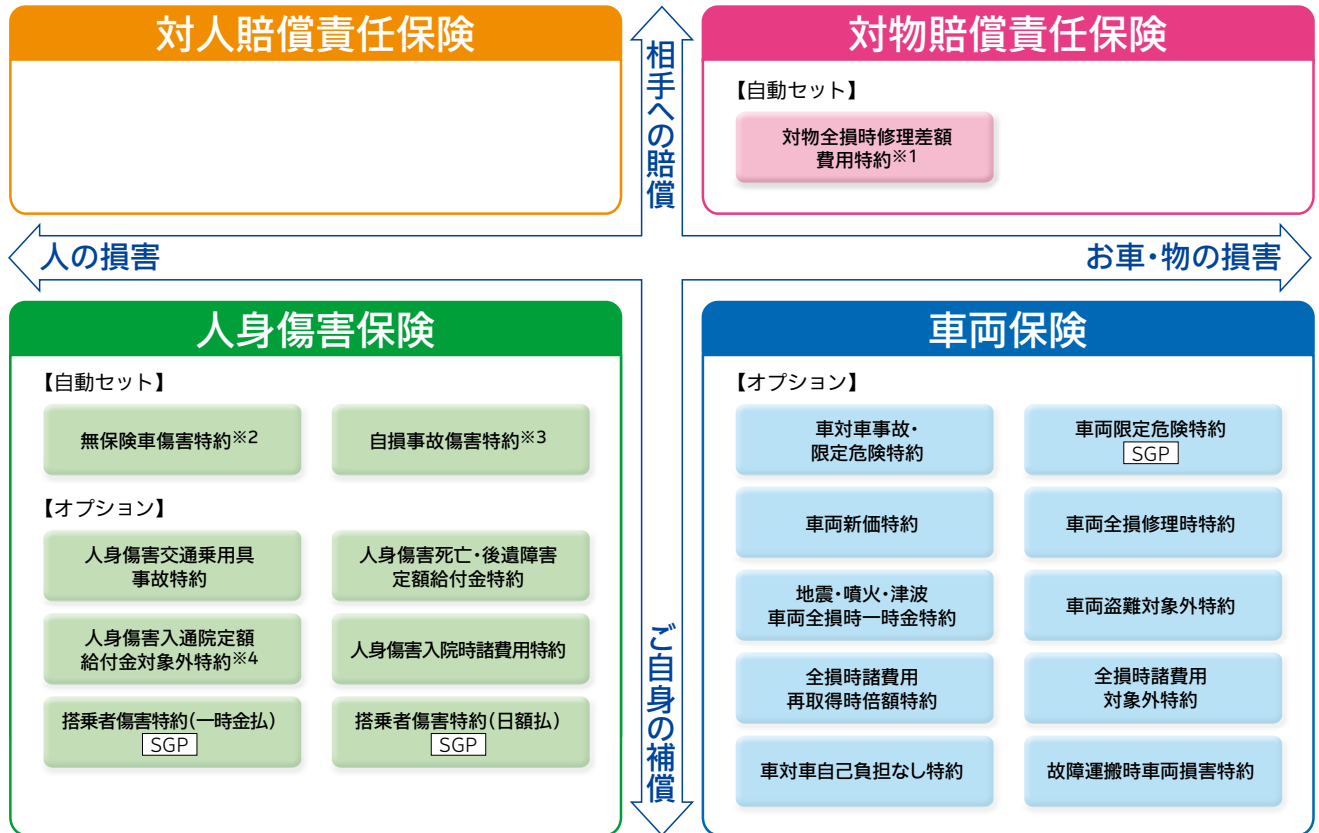 対人賠償責任保険
相手への賠償
対物賠償責任保険
【自動セット】
対物全損時修理差額
費用特約※1
人の損害
お車・物の損害
人身傷害保険
【自動セット】
無保険車傷害特約※2
自損事故傷害特約※3
【オプション】
人身傷害交通乗用具
事故特約
人身傷害死亡・後遺障害
定額給付金特約
人身傷害入通院定額
給付金対象外特約※4
人身傷害入院時諸費用特約
搭乗者傷害特約(一時金払)
SGP
搭乗者傷害特約(日額払)
SGP
ご自身の補償
車両保険
【オプション】
車対車事故・
限定危険特約
車両限定危険特約
SGP
車両新価特約
車両全損修理時特約
地震・噴火・津波
車両全損時一時金特約
車両盗難対象外特約
全損時諸費用
再取得時倍額特約
全損時諸費用
対象外特約
車対車自己負担なし特約
故障運搬時車両損害特約